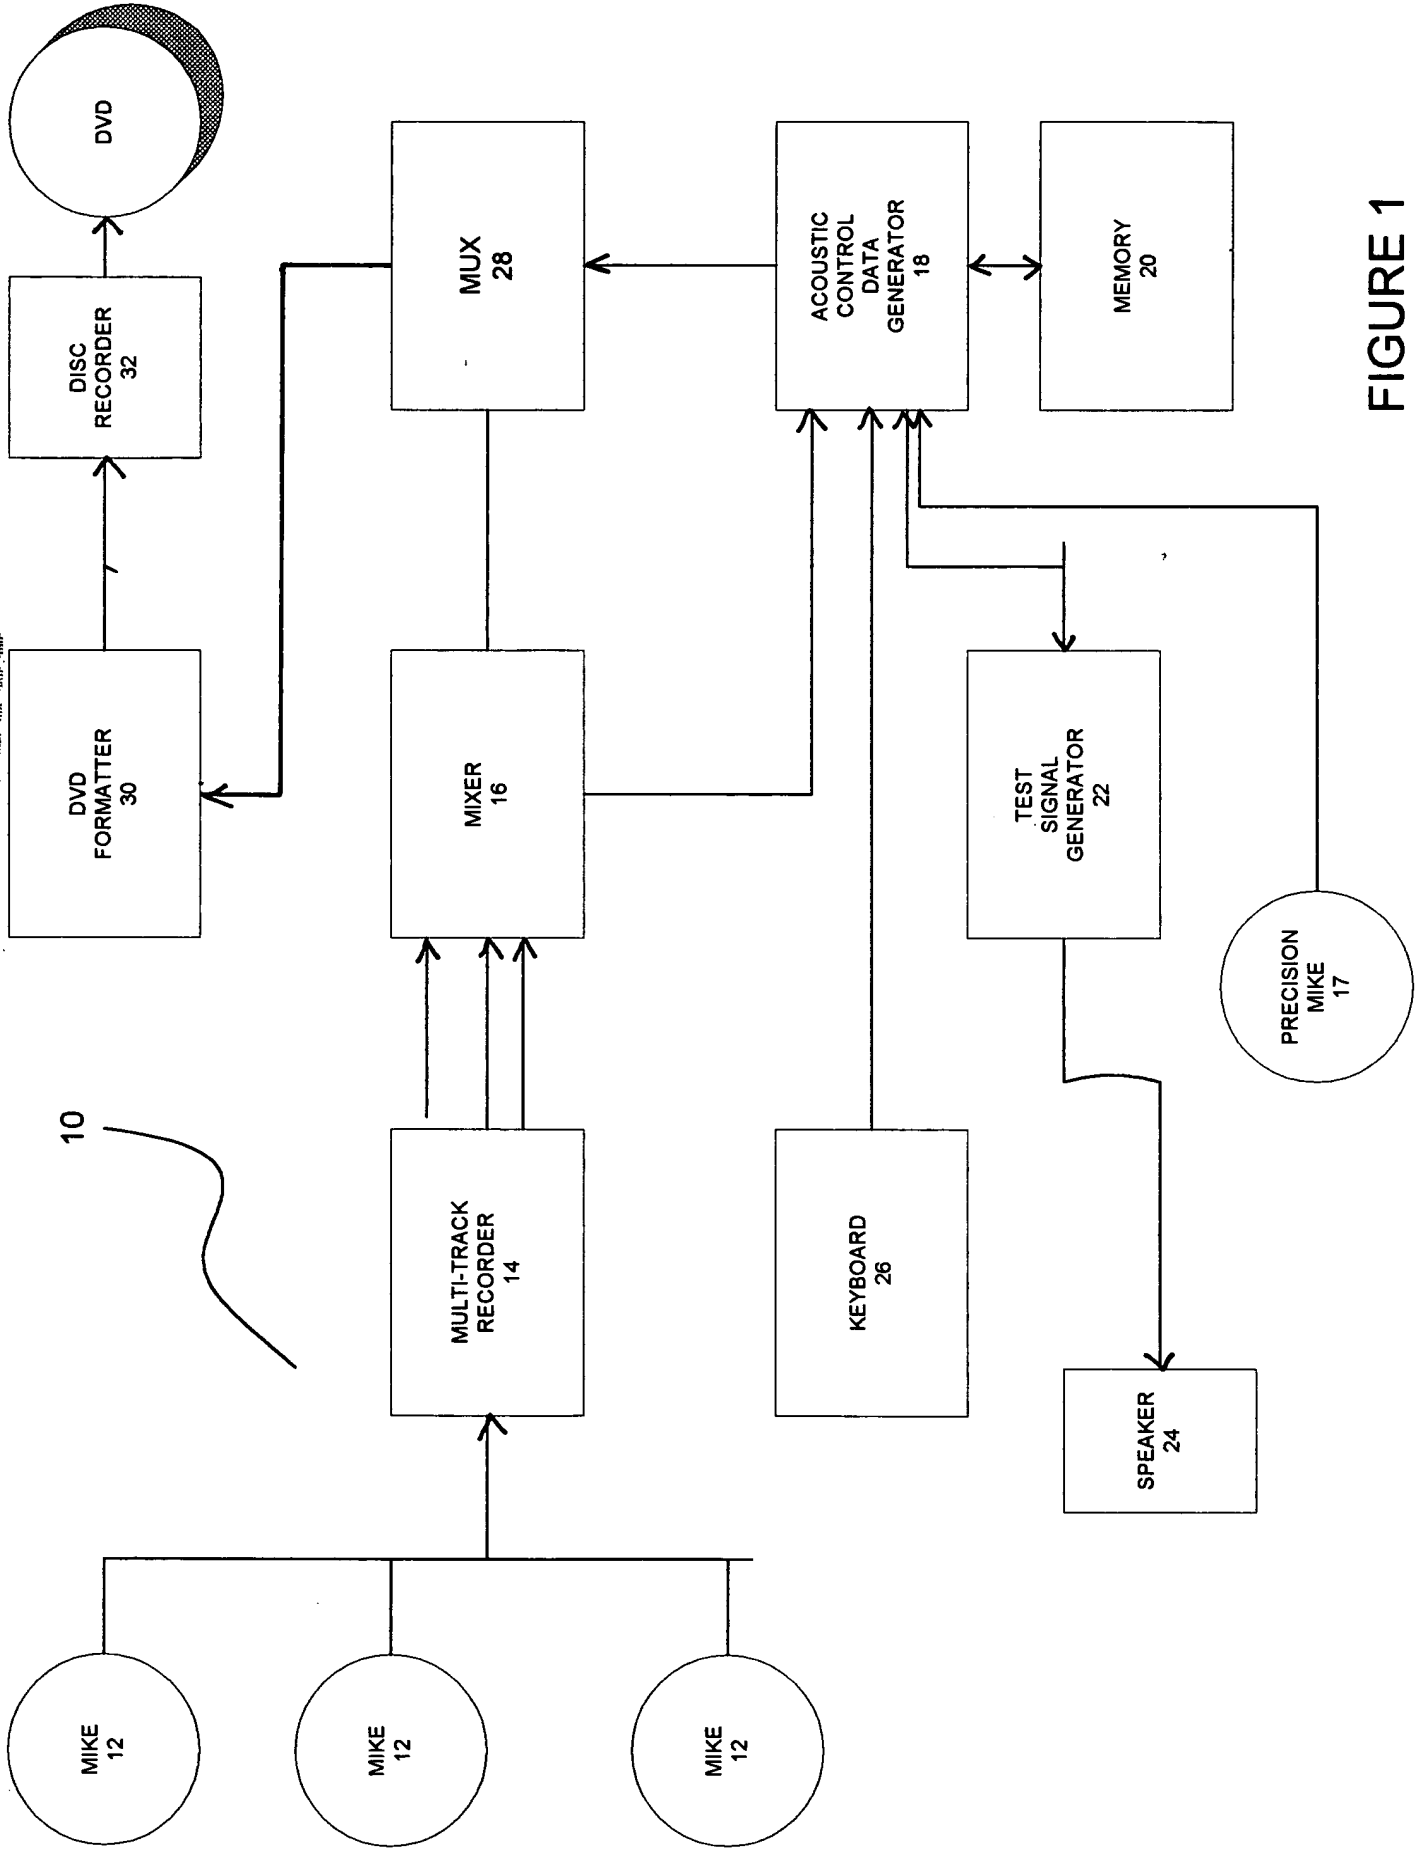 10
DVD
FORMATTER
30
DISC
RECORDER
32
DVD
MIKE
12
MIKE
12
MIKE
12
MULTI-TRACK
RECORDER
14
MIXER
16
MUX
28
KEYBOARD
26
ACOUSTIC
CONTROL
DATA
GENERATOR
18
SPEAKER
24
TEST
SIGNAL
GENERATOR
22
MEMORY
20
PRECISION
MIKE
17
FIGURE 1